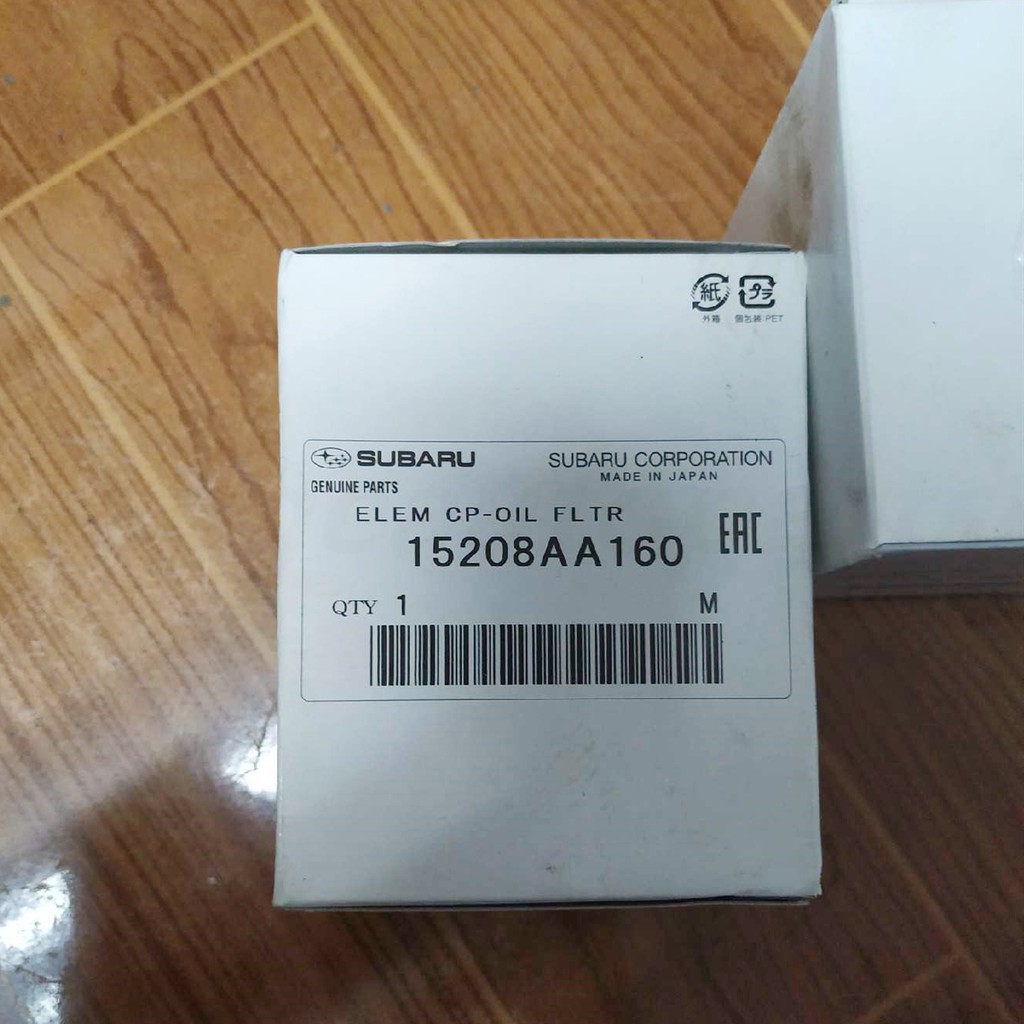 紙 プラ
外箱 個包装:PET
SUBARU SUBARU CORPORATION
GENUINE PARTS MADE IN JAPAN
ELEM CP-OIL FLTR
15208AA160 EAC
QTY 1 M